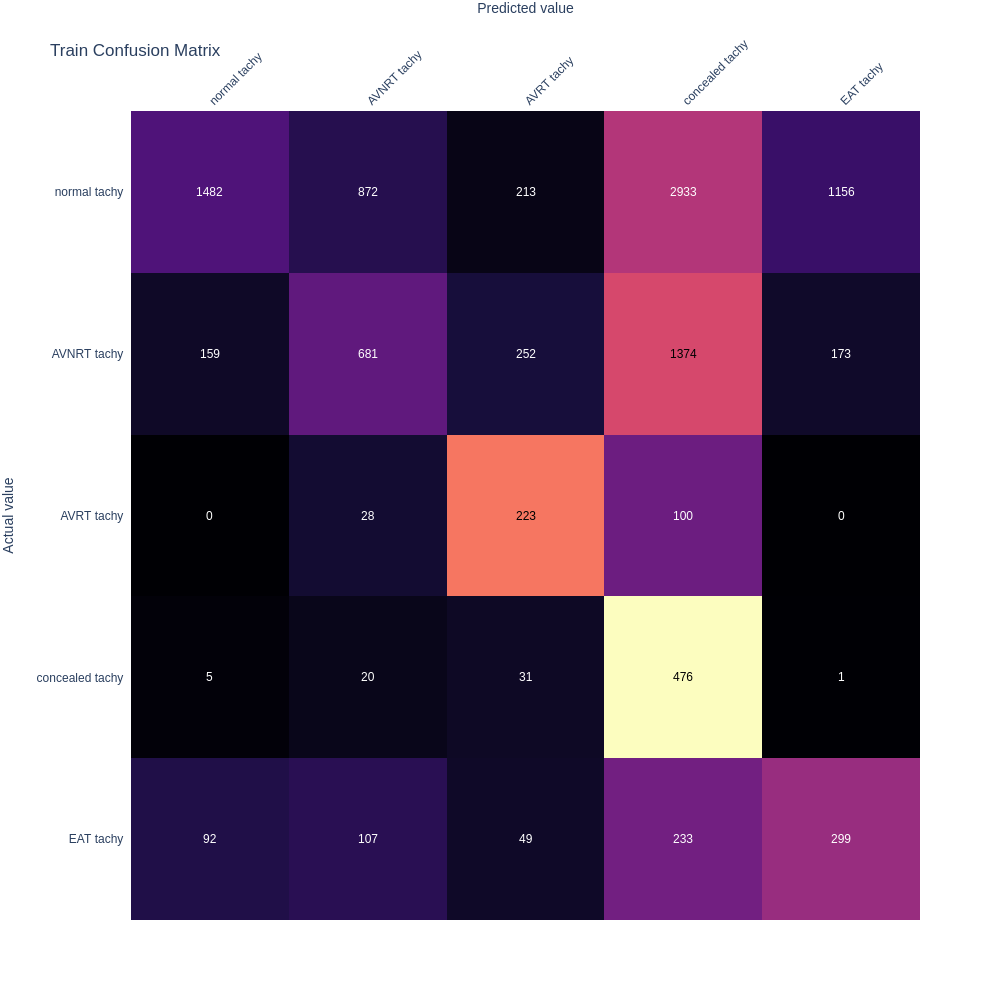 Predicted value
Train Confusion Matrix
normal tachy AVNRT tachy AVRT tachy concealed tachy EAT tachy
normal tachy 1482 872 213 2933 1156
AVNRT tachy 159 681 252 1374 173
Actual value
AVRT tachy 0 28 223 100 0
concealed tachy 5 20 31 476 1
EAT tachy 92 107 49 233 299